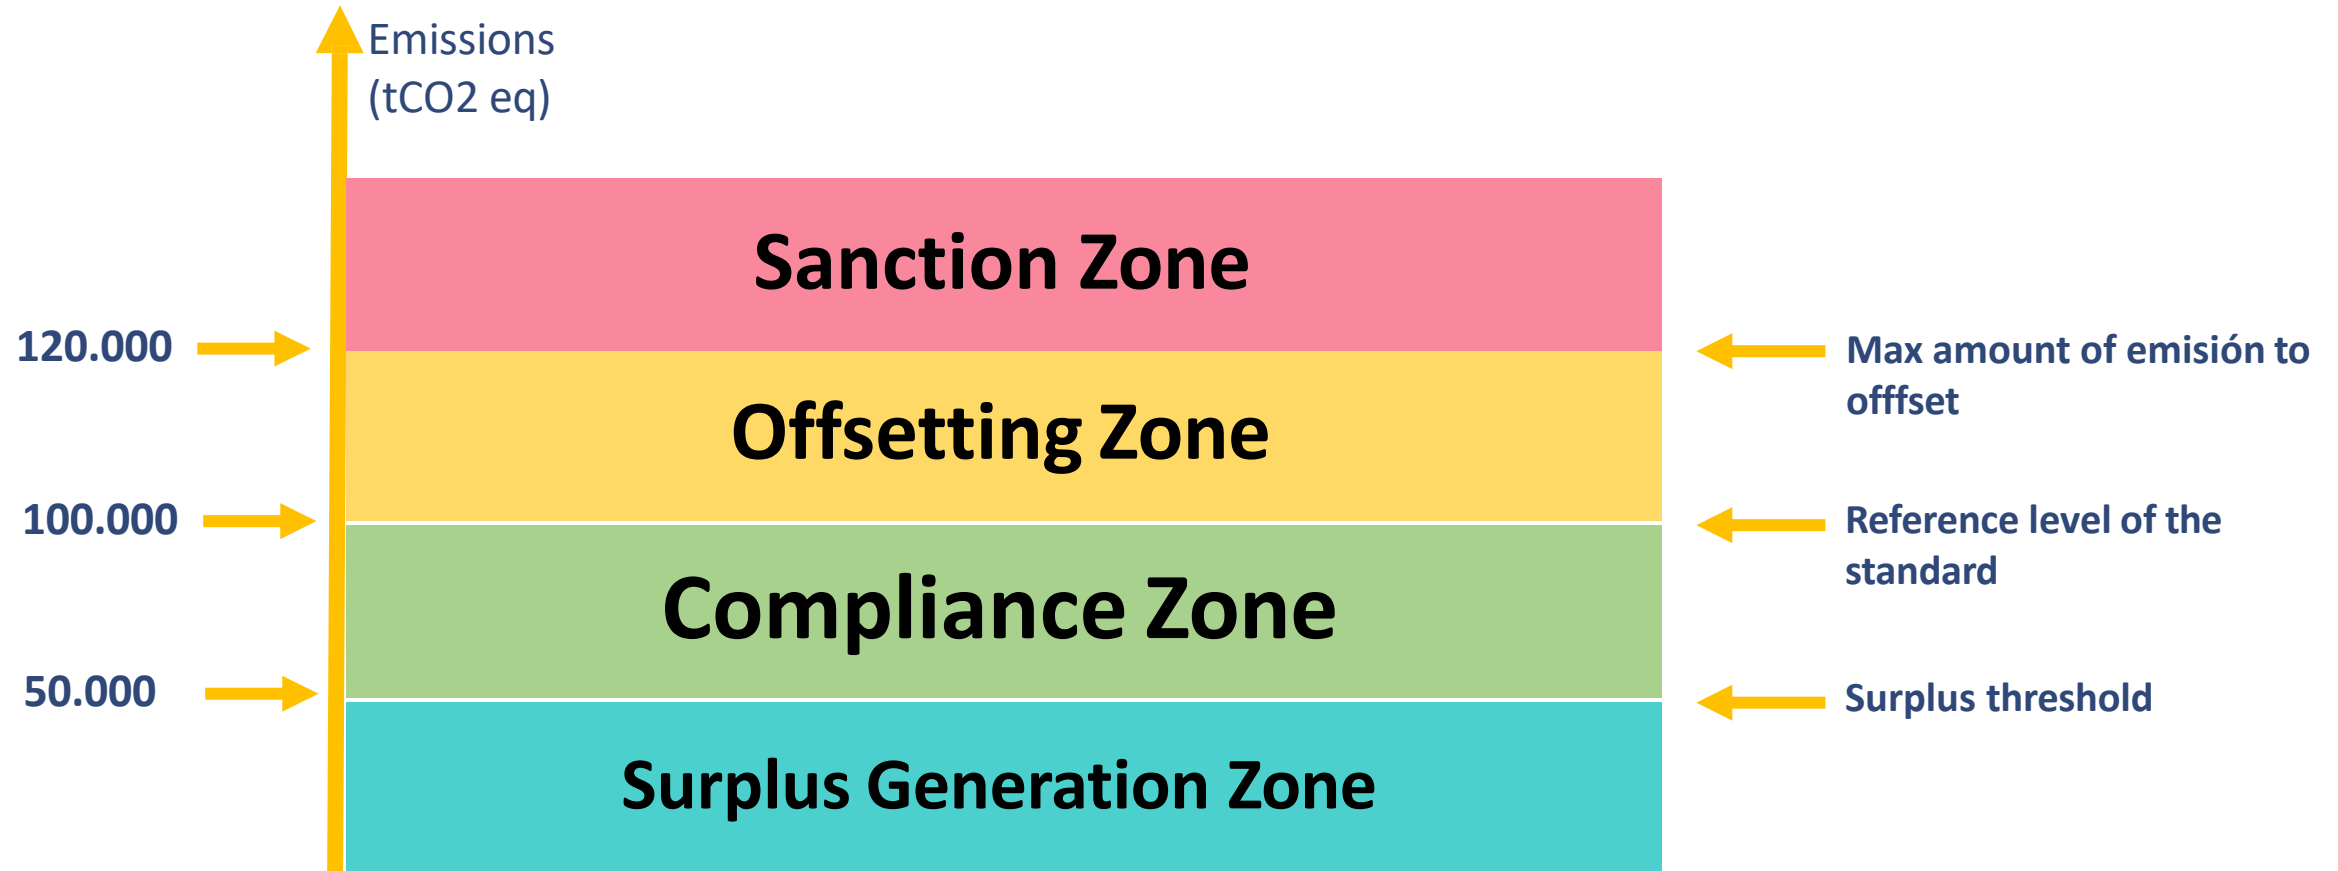 Emissions
(tCO2 eq)
Sanction Zone
120.000
Max amount of emisión to
offfset
Offsetting Zone
100.000
Reference level of the
standard
Compliance Zone
50.000
Surplus threshold
Surplus Generation Zone